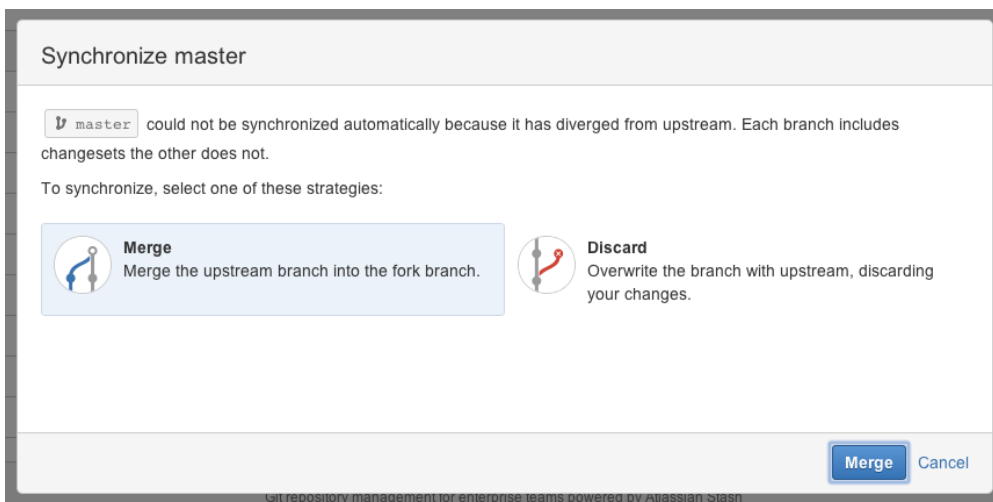 Synchronize master
master could not be synchronized automatically because it has diverged from upstream. Each branch includes
changesets the other does not.
To synchronize, select one of these strategies:
Merge
Merge the upstream branch into the fork branch.
Discard
Overwrite the branch with upstream, discarding
your changes.
Merge Cancel
Git repository management for enterprise teams powered by Atlassian Stash